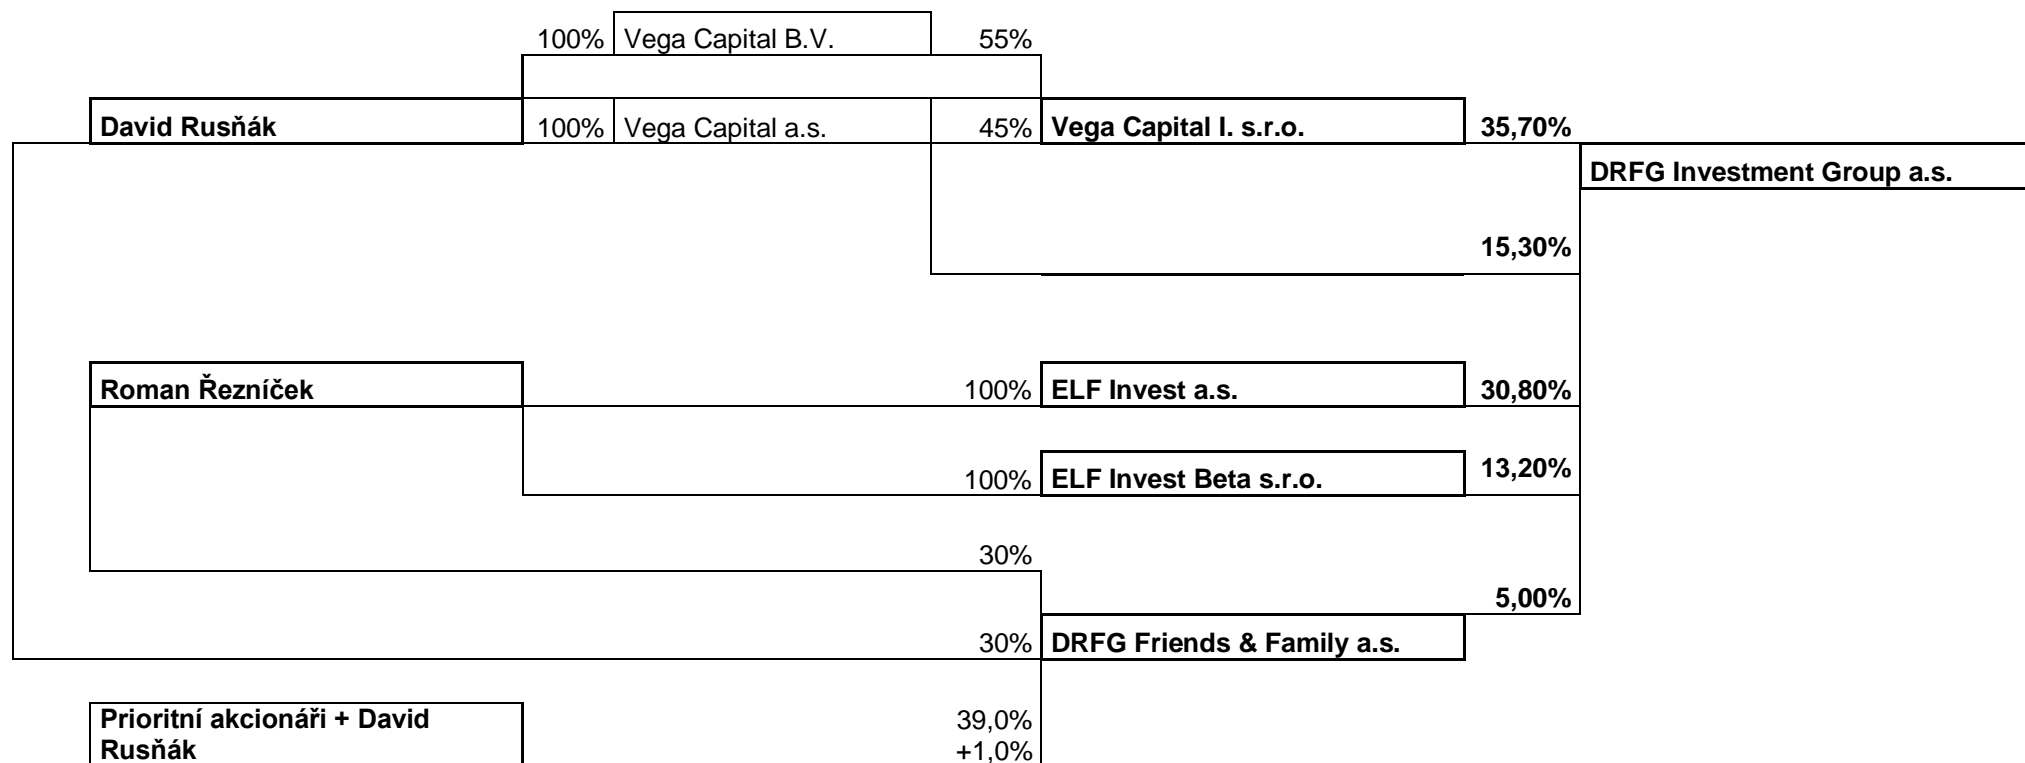 100% Vega Capital B.V. 55%
David Rusňák 100% Vega Capital a.s. 45% Vega Capital I. s.r.o. 35,70%
DRFG Investment Group a.s.
15,30%
Roman Řezníček 100% ELF Invest a.s. 30,80%
100% ELF Invest Beta s.r.o. 13,20%
30%
5,00%
30% DRFG Friends & Family a.s.
Prioritní akcionáři + David 39,0%
Rusňák +1,0%